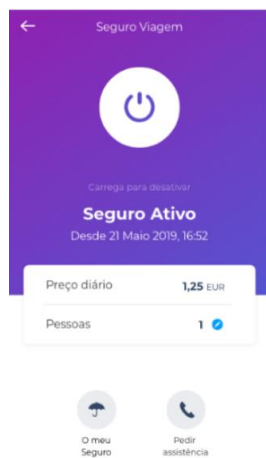 Seguro Viagem
Carrega para desativar
Seguro Ativo
Desde 21 Maio 2019, 16:52
Preço diário 1,25 EUR
Pessoas 1
O meu
Seguro
Pedir
assistência